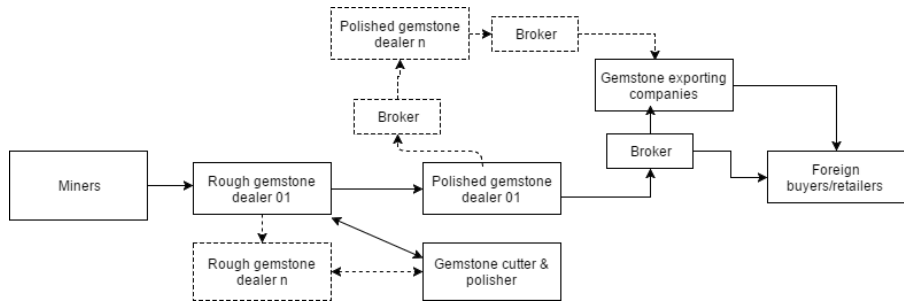 Polished gemstone
dealer n
Broker
Gemstone exporting
companies
Broker
Broker
Miners
Rough gemstone
dealer 01
Polished gemstone
dealer 01
Foreign
buyers/retailers
Rough gemstone
dealer n
Gemstone cutter &
polisher